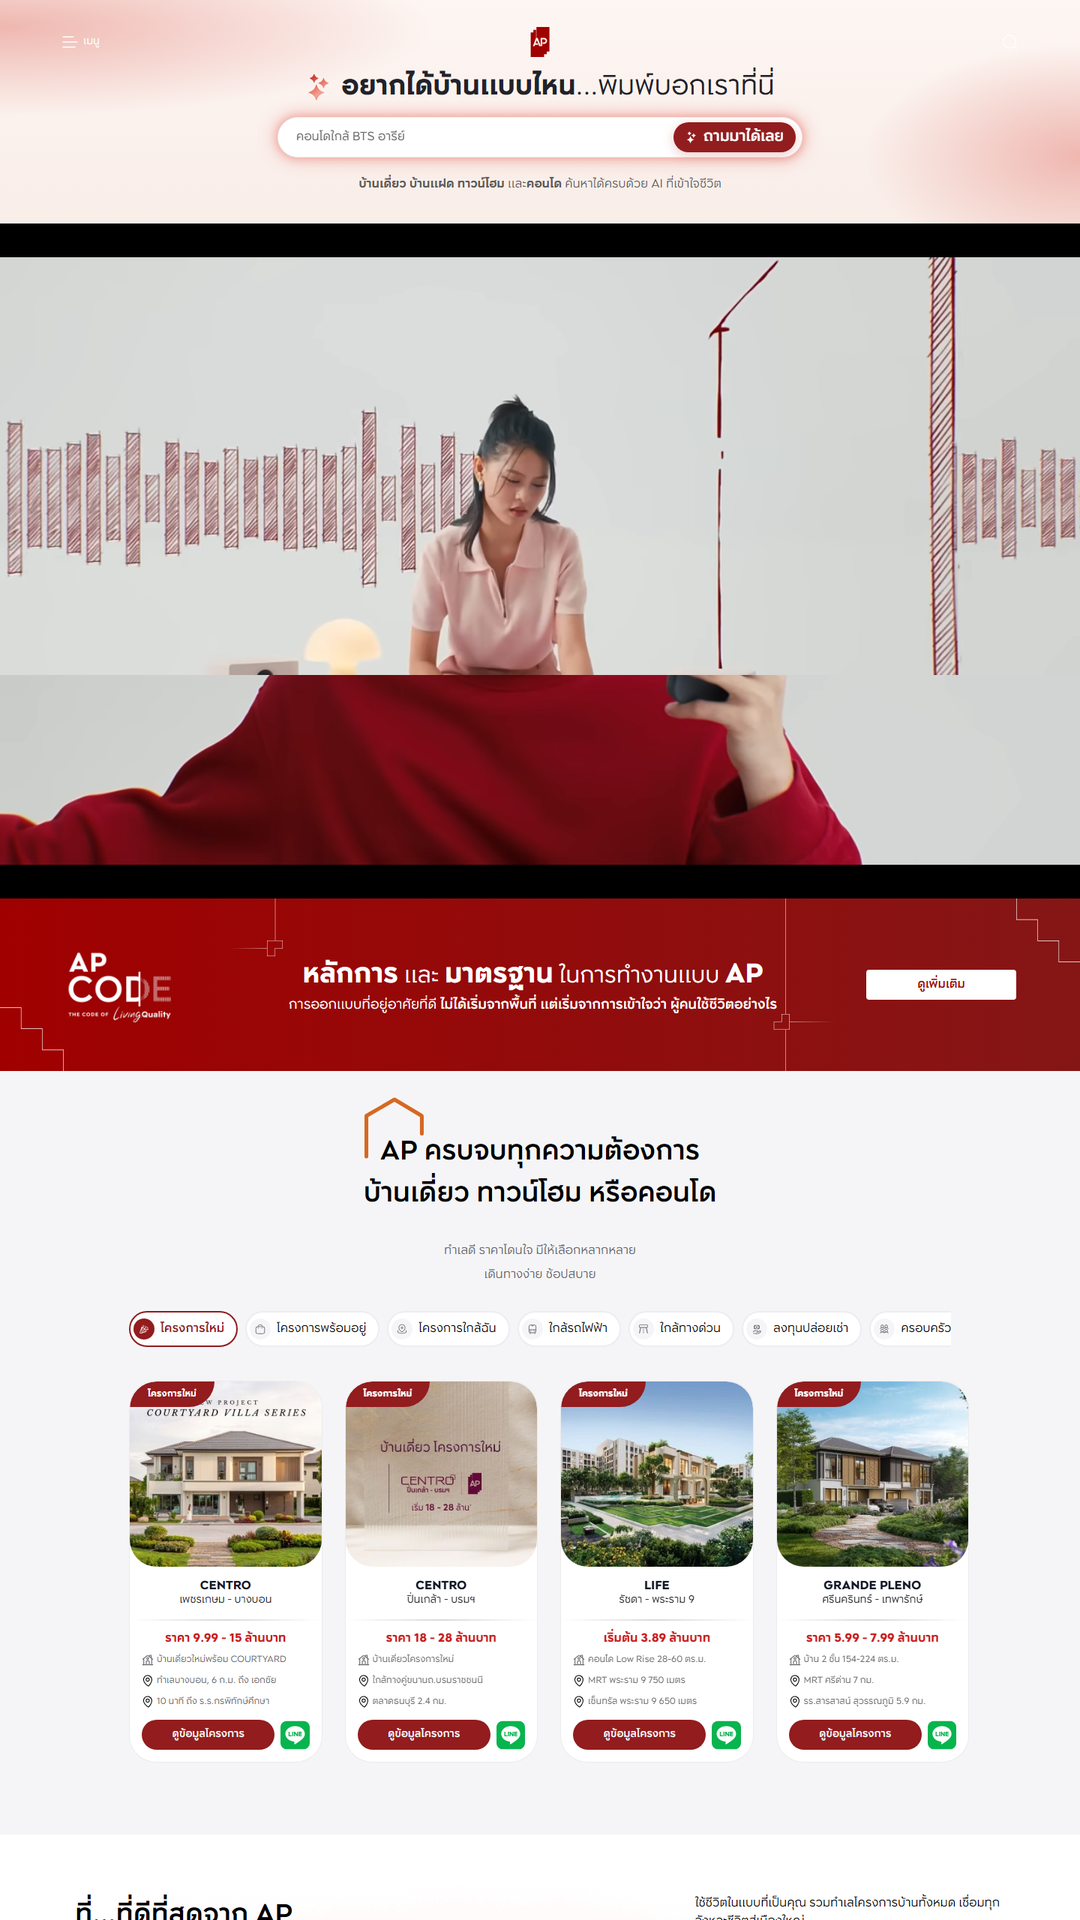 เมนู
AP
อยากได้บ้านแบบไหน...พิมพ์บอกเราที่นี่
คอนโดใกล้ BTS อารีย์
ถามมาได้เลย
บ้านเดี่ยว บ้านแฝด ทาวน์โฮม และคอนโด ค้นหาได้ครบด้วย AI ที่เข้าใจชีวิต
AP
CODE
THE CODE OF Living Quality
หลักการ และ มาตรฐาน ในการทำงานแบบ AP
การออกแบบที่อยู่อาศัยที่ดี ไม่ได้เริ่มจากพื้นที่ แต่เริ่มจากการเข้าใจว่า ผู้คนใช้ชีวิตอย่างไร
ดูเพิ่มเติม
AP ครบจบทุกความต้องการ
บ้านเดี่ยว ทาวน์โฮม หรือคอนโด
ทำเลดี ราคาโดนใจ มีให้เลือกหลากหลาย
เดินทางง่าย ช้อปสบาย
โครงการใหม่
โครงการพร้อมอยู่
โครงการใกล้ฉัน
ใกล้รถไฟฟ้า
ใกล้ทางด่วน
ลงทุนปล่อยเช่า
ครอบครัว
โครงการใหม่
PROJECT
COURTYARD VILLA SERIES
CENTRO
เพชรเกษม - บางบอน
ราคา 9.99 - 15 ล้านบาท
บ้านเดี่ยวใหม่พร้อม COURTYARD
ทำเลบางบอน, 6 ก.ม. ถึง เอกชัย
10 นาที ถึง ร.ร.กรพิทักษ์ศึกษา
ดูข้อมูลโครงการ
LINE
โครงการใหม่
บ้านเดี่ยว โครงการใหม่
CENTRO
ปิ่นเกล้า - บรมฯ
AP
เริ่ม 18 - 28 ล้าน*
CENTRO
ปิ่นเกล้า - บรมฯ
ราคา 18 - 28 ล้านบาท
บ้านเดี่ยวโครงการใหม่
ใกล้ทางคู่ขนานถ.บรมราชชนนี
ตลาดธนบุรี 2.4 กม.
ดูข้อมูลโครงการ
LINE
โครงการใหม่
LIFE
รัชดา - พระราม 9
เริ่มต้น 3.89 ล้านบาท
คอนโด Low Rise 28-60 ตร.ม.
MRT พระราม 9 750 เมตร
เซ็นทรัล พระราม 9 650 เมตร
ดูข้อมูลโครงการ
LINE
โครงการใหม่
GRANDE PLENO
ศรีนครินทร์ - เทพารักษ์
ราคา 5.99 - 7.99 ล้านบาท
บ้าน 2 ชั้น 154-224 ตร.ม.
MRT ศรีด่าน 7 กม.
รร.สารสาสน์ สุวรรณภูมิ 5.9 กม.
ดูข้อมูลโครงการ
LINE
ที่...ที่ดีที่สุดจาก AP
ใช้ชีวิตในแบบที่เป็นคุณ รวมทำเลโครงการบ้านทั้งหมด เชื่อมทุก